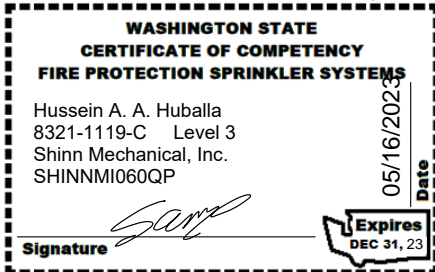 WASHINGTON STATE
CERTIFICATE OF COMPETENCY
FIRE PROTECTION SPRINKLER SYSTEMS
Hussein A. A. Huballa
8321-1119-C Level 3
Shinn Mechanical, Inc.
SHINNMI060QP
05/16/2023
Date
Signature
Expires
DEC 31, 23